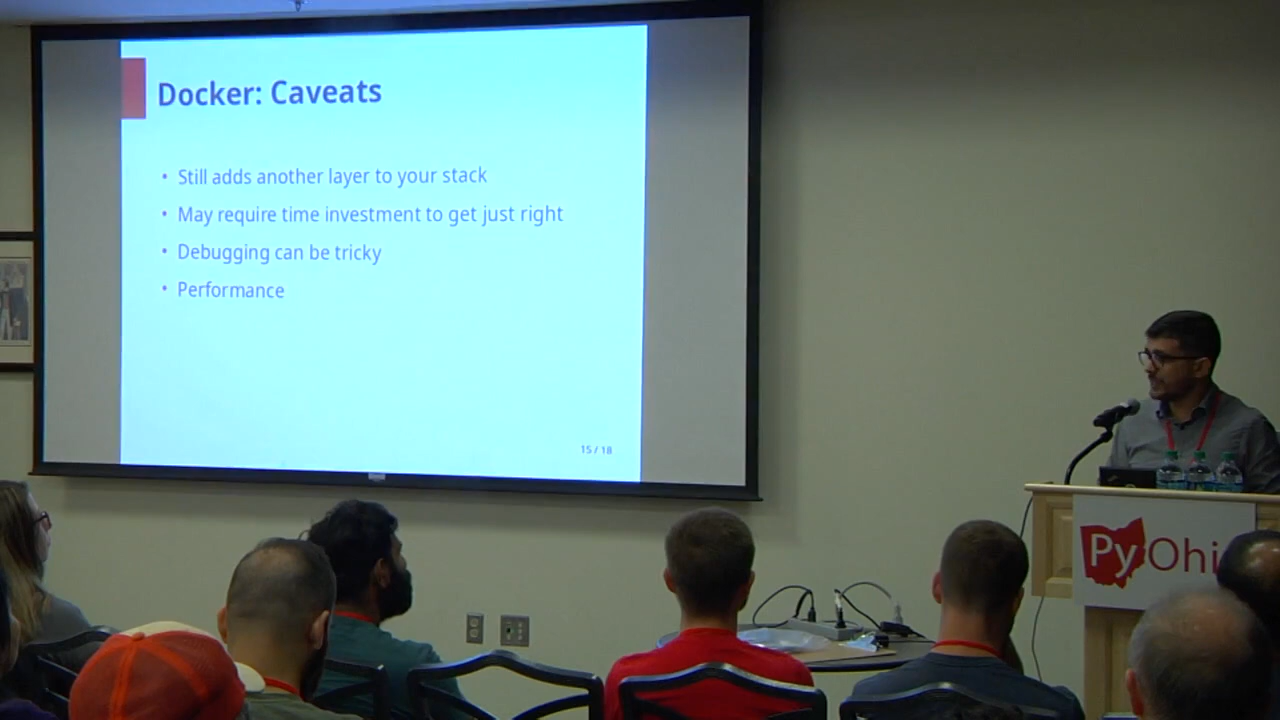 Docker: Caveats
• Still adds another layer to your stack
• May require time investment to get just right
• Debugging can be tricky
• Performance
15 / 18
PyOhi